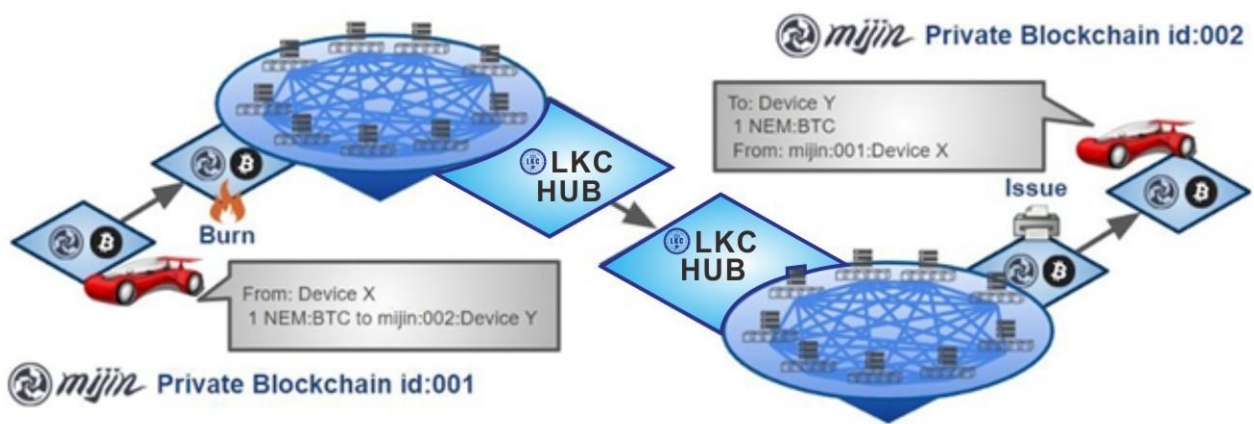 mijin Private Blockchain id:002
To: Device Y
1 NEM:BTC
From: mijin:001:Device X
LKC
HUB
Issue
Burn
LKC
HUB
From: Device X
1 NEM:BTC to mijin:002:Device Y
mijin Private Blockchain id:001